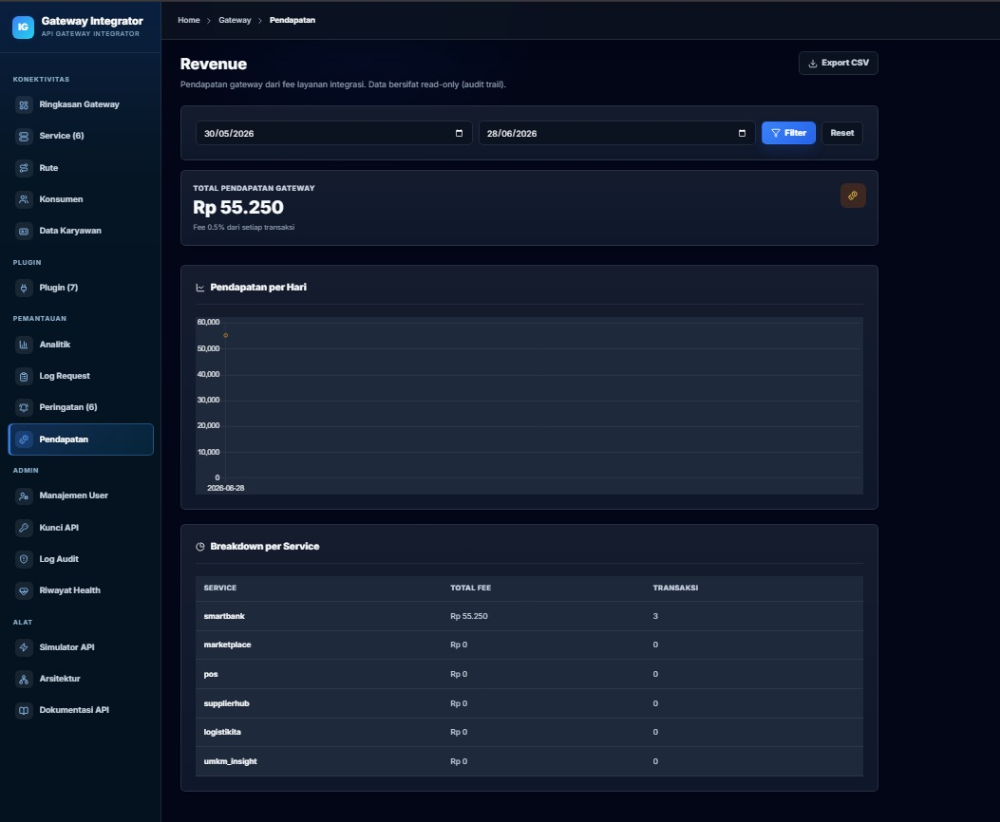 IG
Gateway Integrator
API GATEWAY INTEGRATOR
KONEKTIVITAS
Ringkasan Gateway
Service (6)
Rute
Konsumen
Data Karyawan
PLUGIN
Plugin (7)
PEMANTAUAN
Analitik
Log Request
Peringatan (6)
Pendapatan
ADMIN
Manajemen User
Kunci API
Log Audit
Riwayat Health
ALAT
Simulator API
Arsitektur
Dokumentasi API
Home > Gateway > Pendapatan
Revenue
Export CSV
Pendapatan gateway dari fee layanan integrasi. Data bersifat read-only (audit trail).
30/05/2026 28/06/2026 Filter Reset
TOTAL PENDAPATAN GATEWAY
Rp 55.250
Fee 0.5% dari setiap transaksi
Pendapatan per Hari
60,000
50,000
40,000
30,000
20,000
10,000
0
2026-06-28
Breakdown per Service
SERVICE TOTAL FEE TRANSAKSI
smartbank Rp 55.250 3
marketplace Rp 0 0
pos Rp 0 0
supplierhub Rp 0 0
logistikita Rp 0 0
umkm_insight Rp 0 0